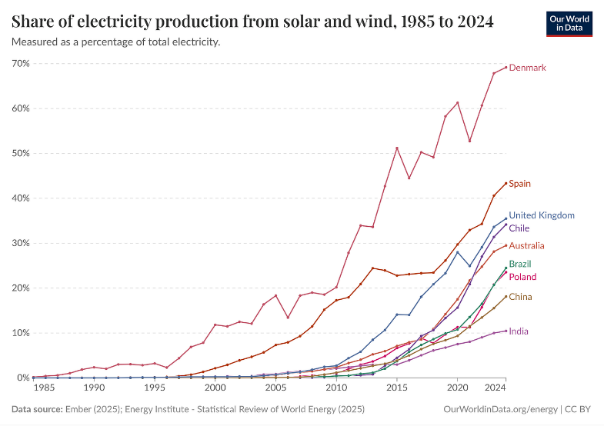 Share of electricity production from solar and wind, 1985 to 2024
Our World
in Data
Measured as a percentage of total electricity.
70%
60%
50%
40%
30%
20%
10%
0%
Denmark
Spain
United Kingdom
Chile
Australia
Brazil
Poland
China
India
1985 1990 1995 2000 2005 2010 2015 2020 2024
Data source: Ember (2025); Energy Institute - Statistical Review of World Energy (2025) OurWorldinData.org/energy | CC BY